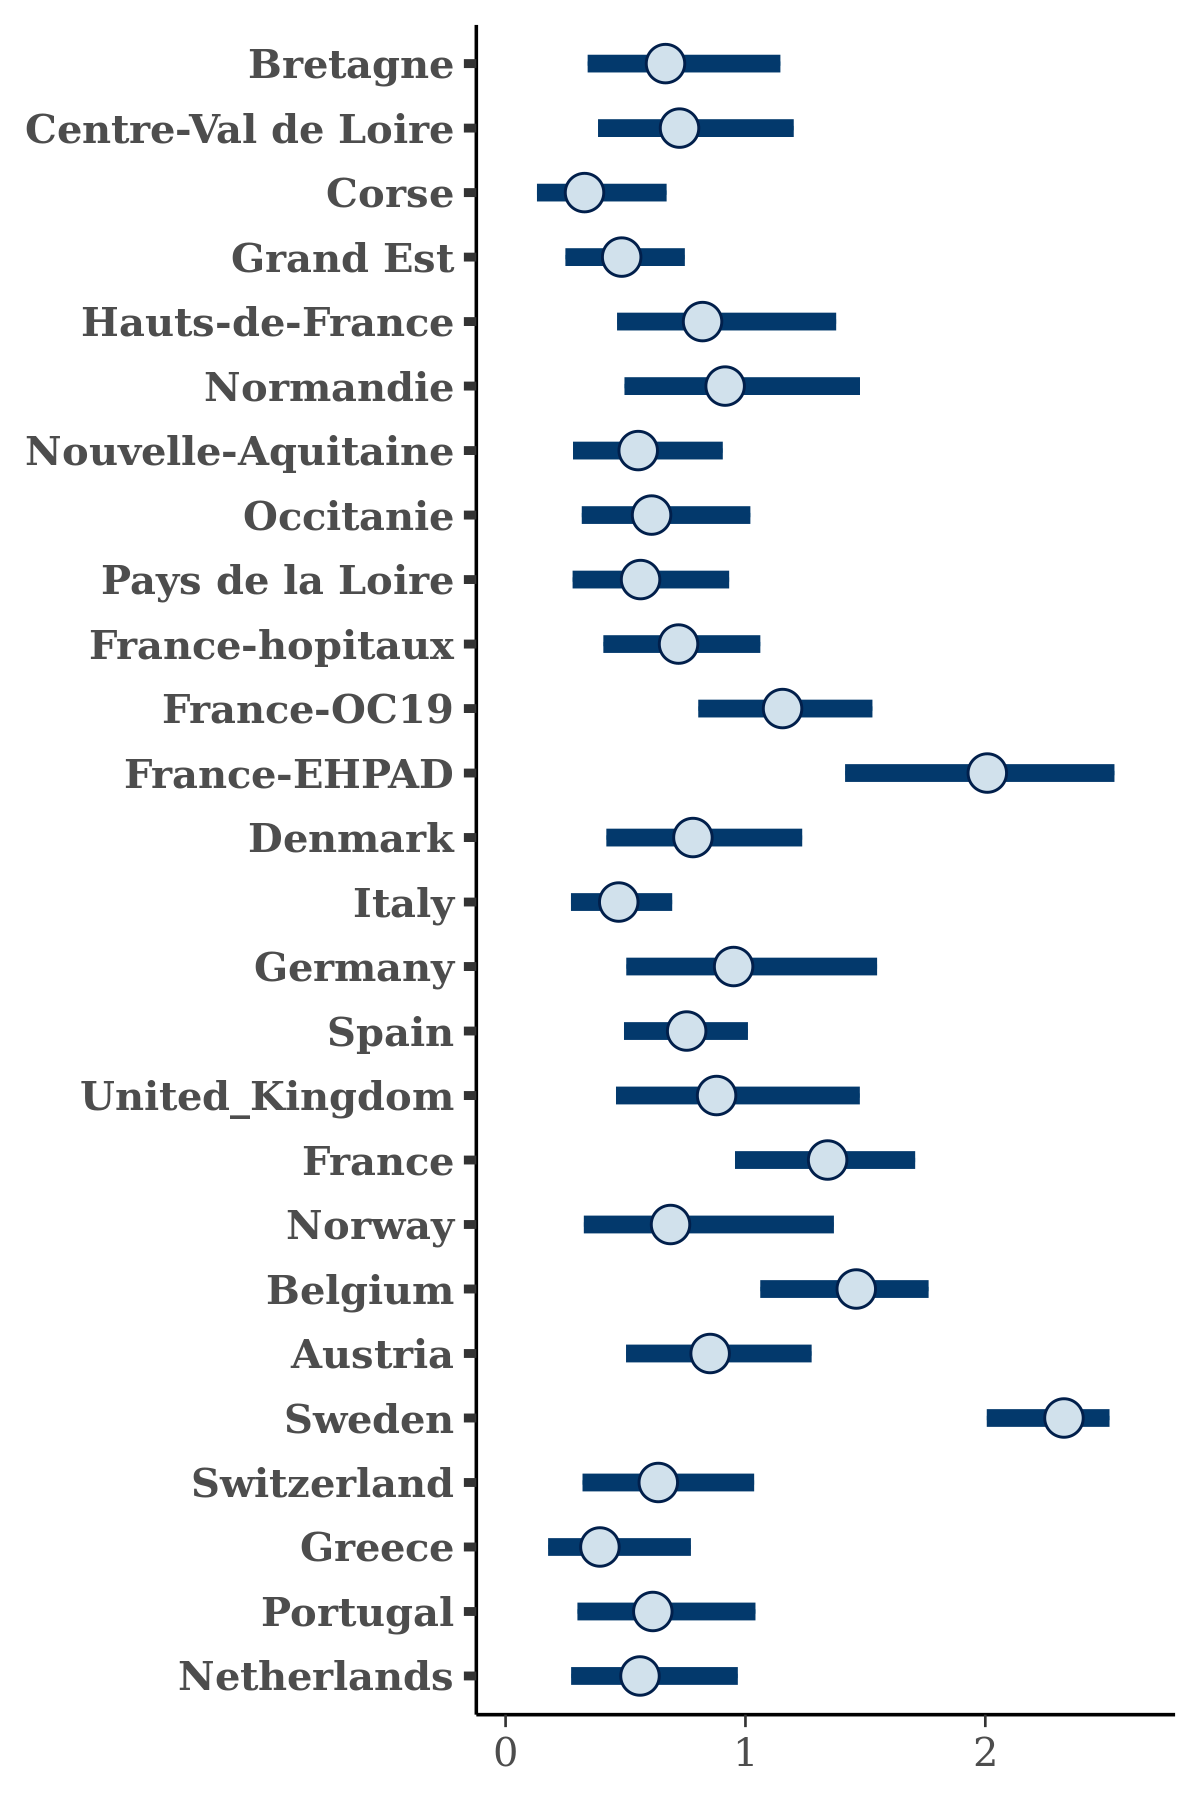 Bretagne
Centre-Val de Loire
Corse
Grand Est
Hauts-de-France
Normandie
Nouvelle-Aquitaine
Occitanie
Pays de la Loire
France-hopitaux
France-OC19
France-EHPAD
Denmark
Italy
Germany
Spain
United_Kingdom
France
Norway
Belgium
Austria
Sweden
Switzerland
Greece
Portugal
Netherlands
0 1 2